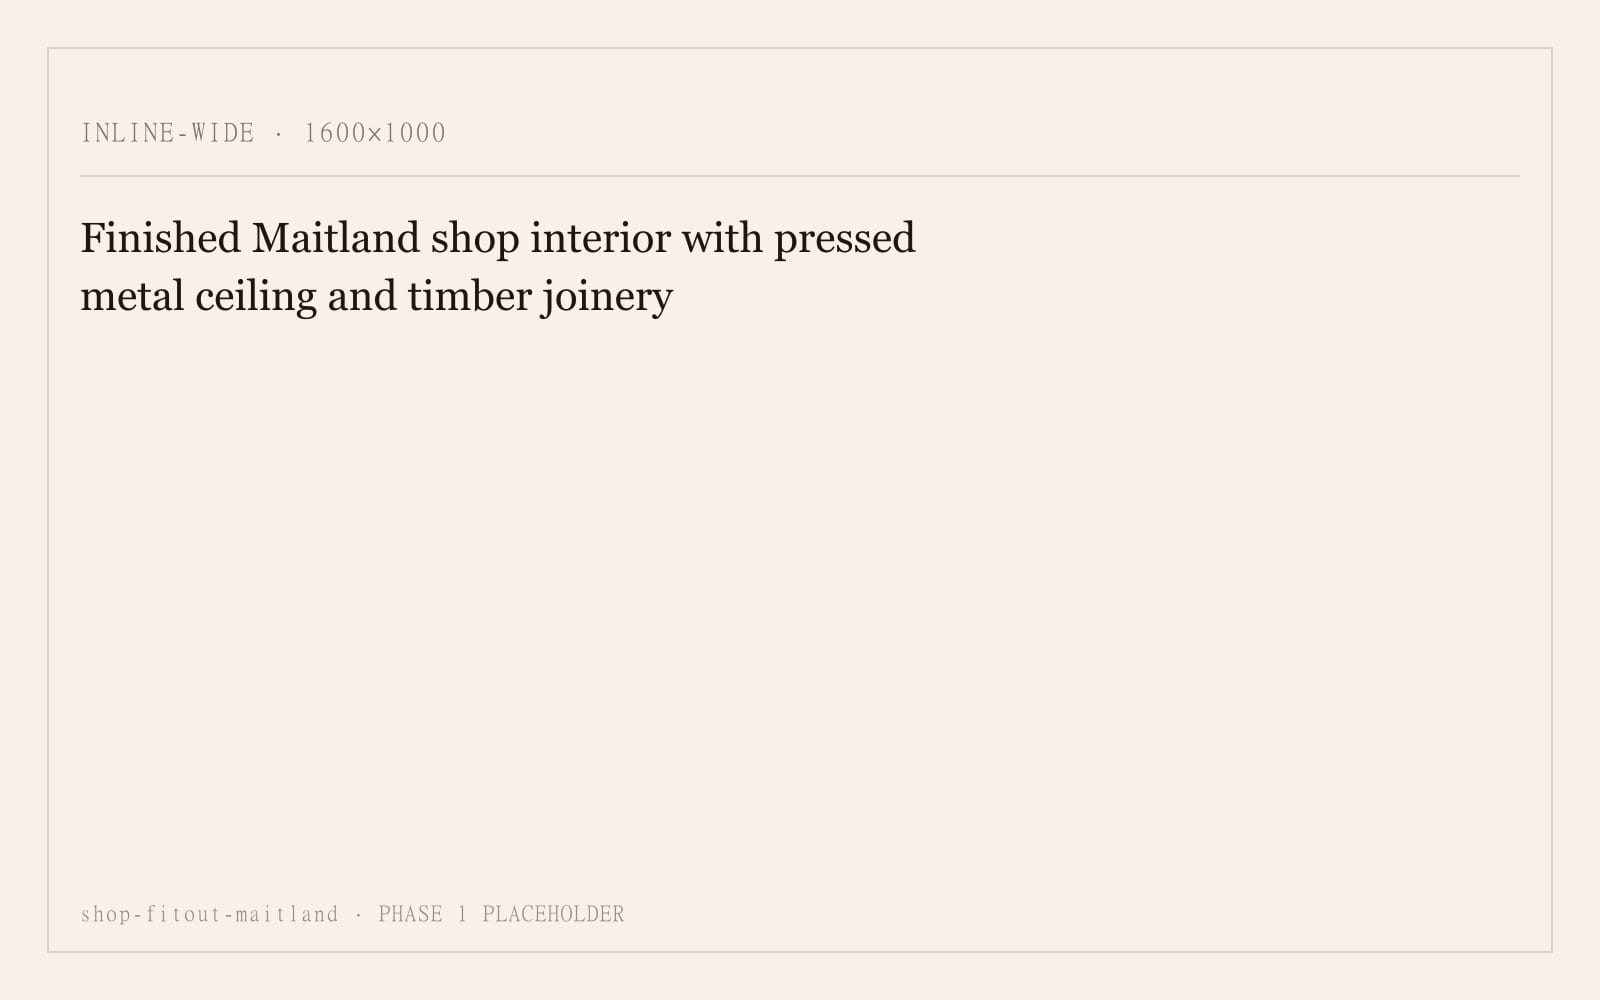 INLINE-WIDE · 1600×1000
Finished Maitland shop interior with pressed
metal ceiling and timber joinery
shop-fitout-maitland · PHASE 1 PLACEHOLDER